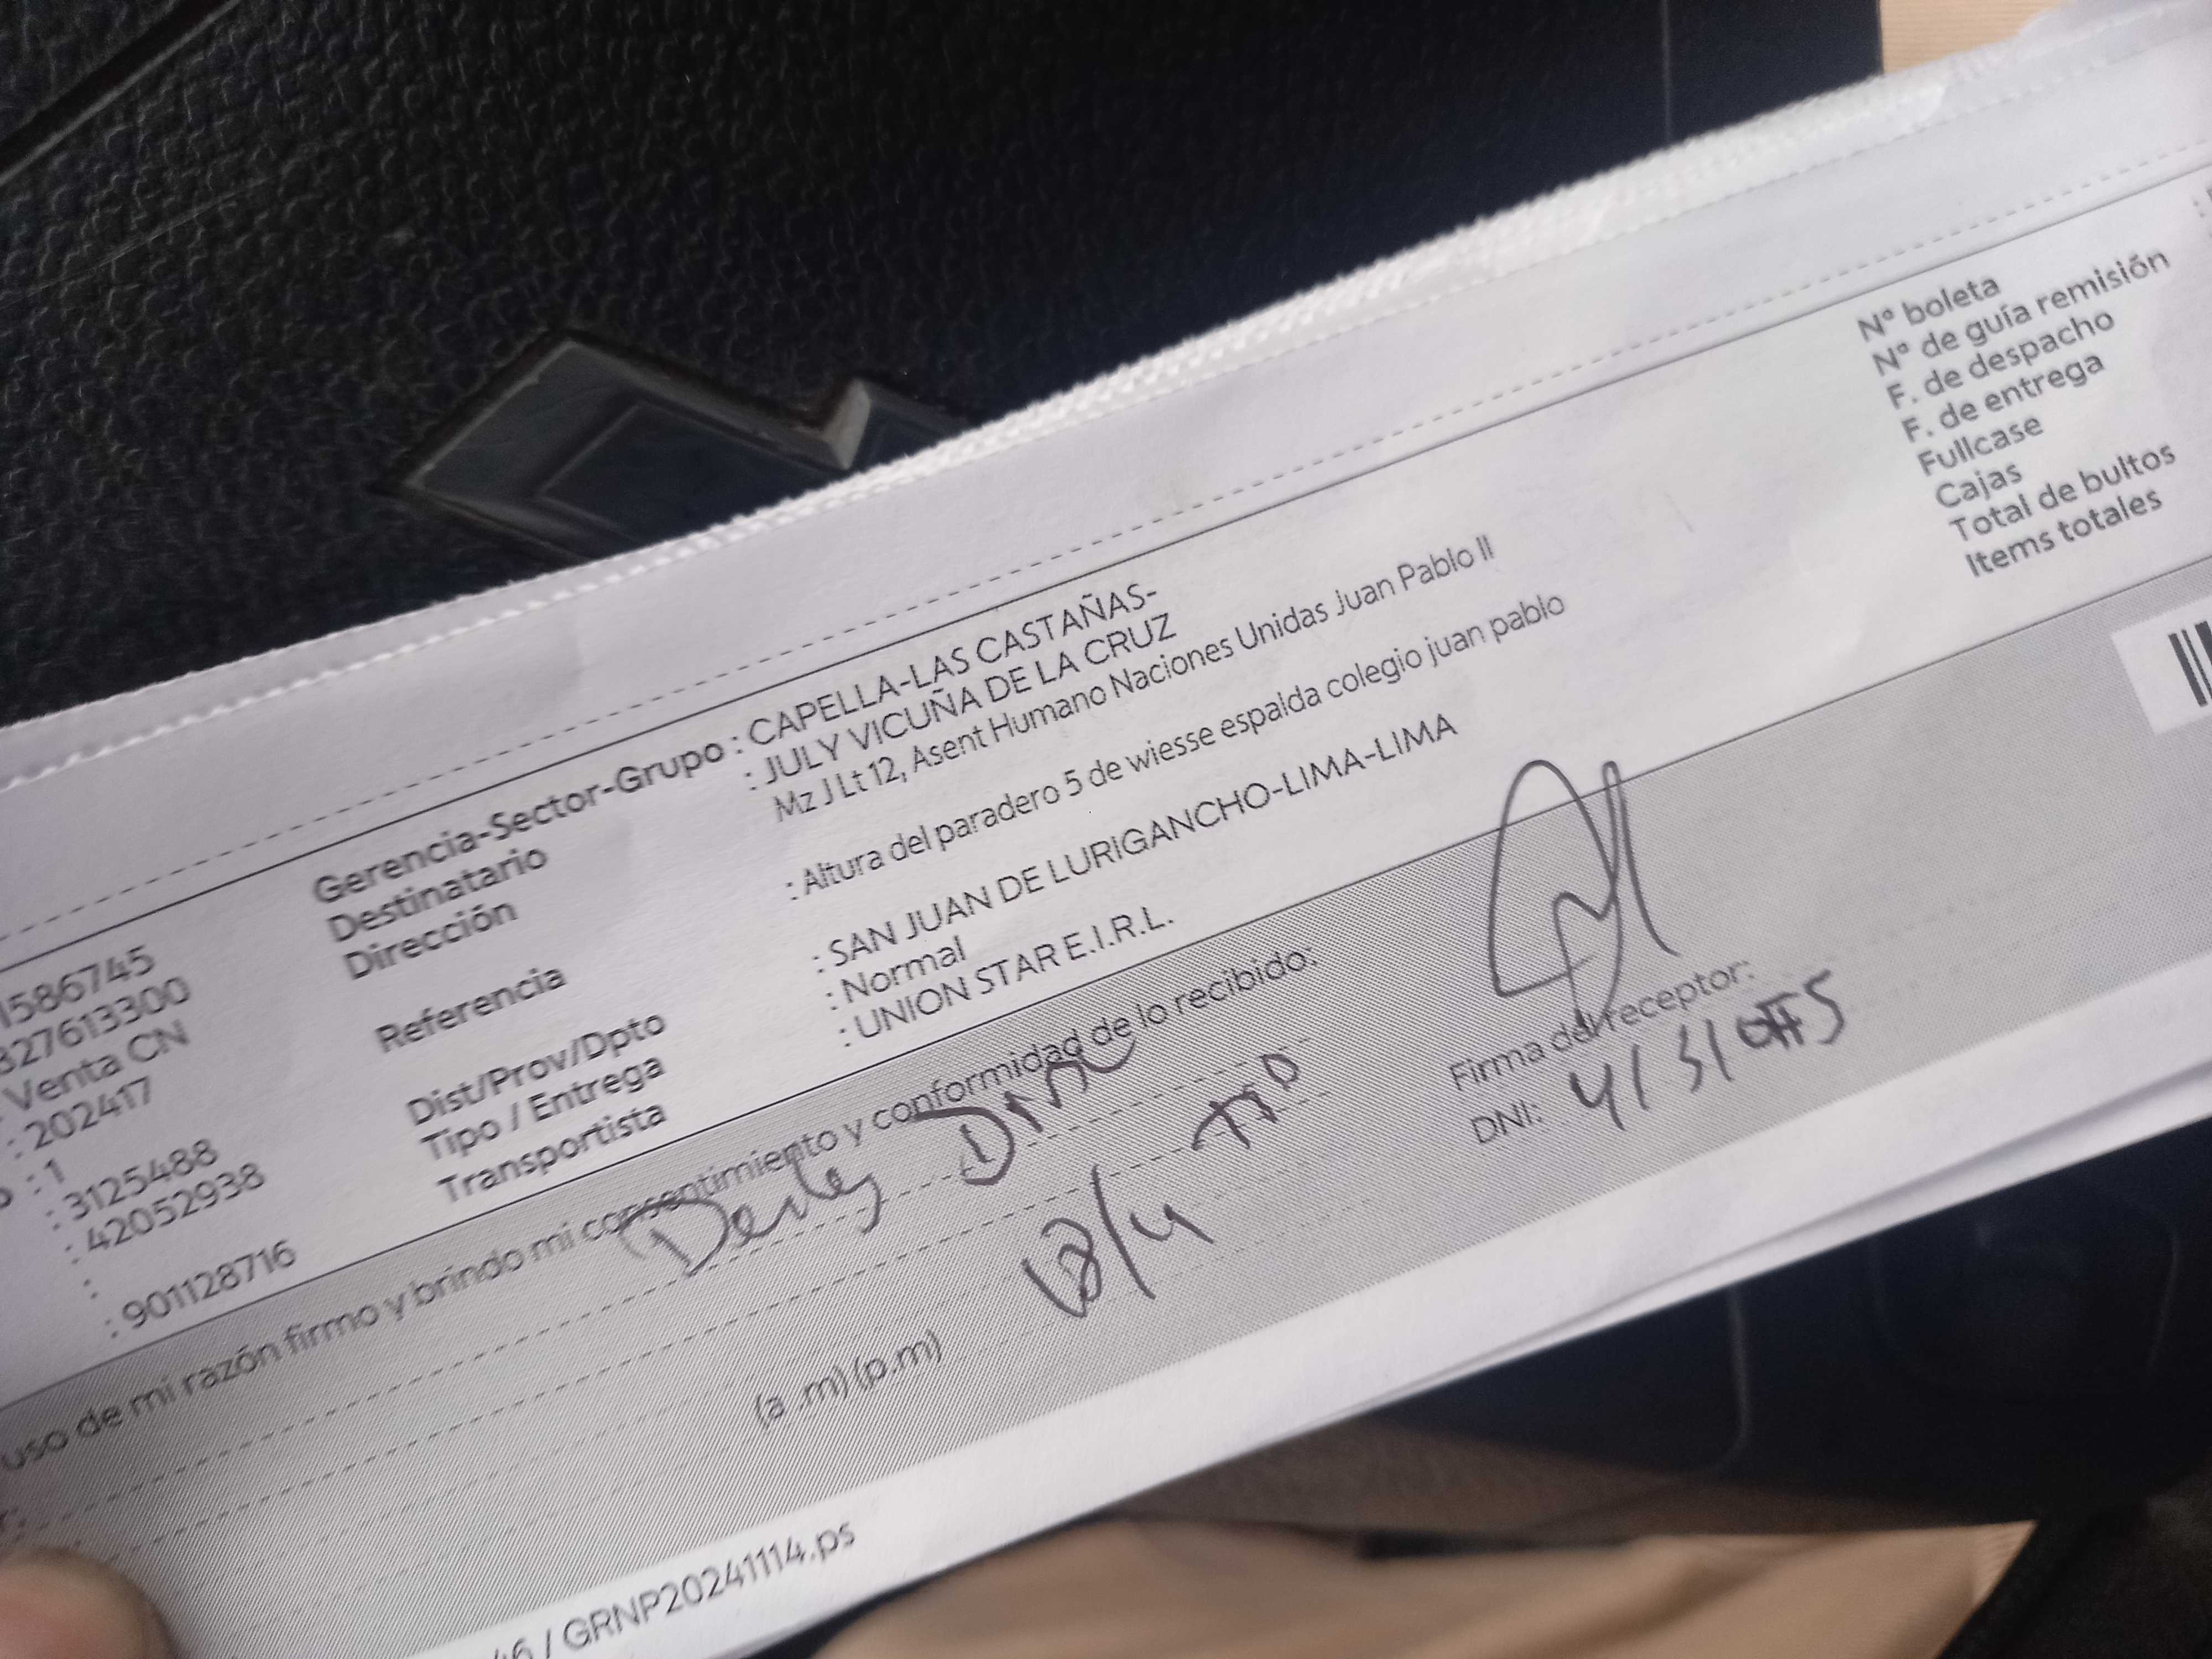 1586745
827613300
Venta CN
: 202417
: 1
: 3125488
: 42052938
:
: 901128716
Gerencia-Sector-Grupo : CAPELLA-LAS CASTAÑAS-
Destinatario : JULY VICUÑA DE LA CRUZ
Dirección Mz J Lt 12, Asent Humano Naciones Unidas Juan Pablo II
Referencia : Altura del paradero 5 de wiesse espalda colegio juan pablo
Dist/Prov/Dpto : SAN JUAN DE LURIGANCHO-LIMA-LIMA
Tipo / Entrega : Normal
Transportista : UNION STAR E.I.R.L.
N° boleta
N° de guía remisión
F. de despacho
F. de entrega
Fullcase
Cajas
Total de bultos
Items totales
uso de mi razón firmo y brindo mi consentimiento y conformidad de lo recibido:
(a .m) (p.m)
Firma del receptor:
DNI:
46 / GRNP20241114.ps